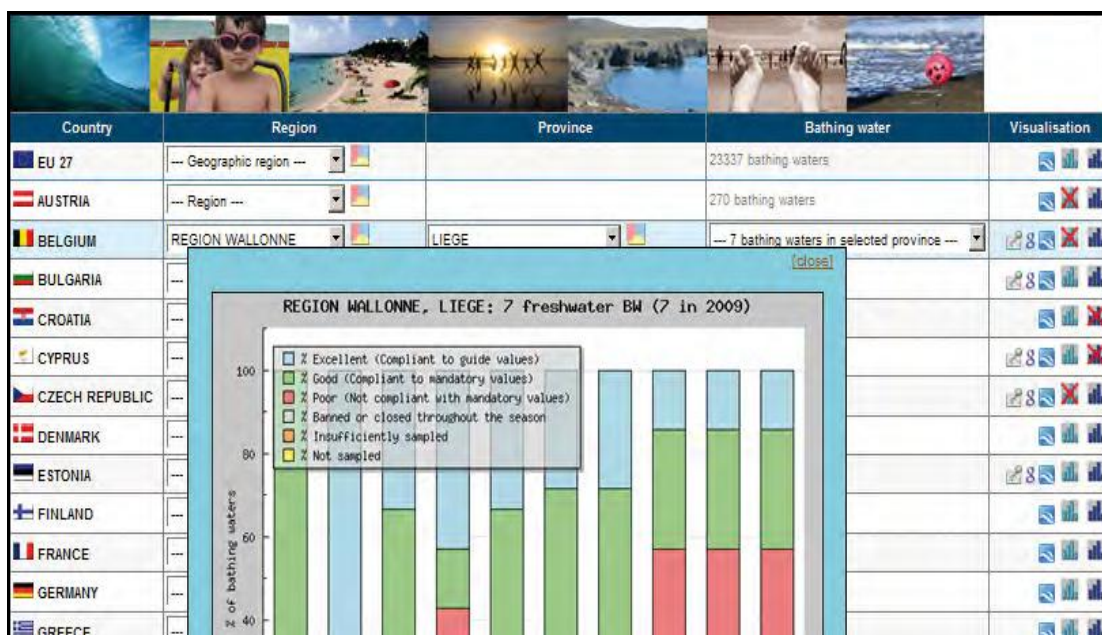 Country Region Province Bathing water Visualisation
EU 27 --- Geographic region --- 23337 bathing waters
AUSTRIA --- Region --- 270 bathing waters
BELGIUM REGION WALLONNE LIEGE --- 7 bathing waters in selected province ---
[close]
BULGARIA ---
REGION WALLONNE, LIEGE: 7 freshwater BW (7 in 2009)
CROATIA ---
% Excellent (Compliant to guide values)
CYPRUS ---
100
% Good (Compliant to mandatory values)
CZECH REPUBLIC ---
% Poor (Not compliant with mandatory values)
% Banned or closed throughout the season
DENMARK ---
% Insufficiently sampled
80
% Not sampled
ESTONIA ---
FINLAND ---
% of bathing waters
60
FRANCE ---
GERMANY ---
40
GREECE ---